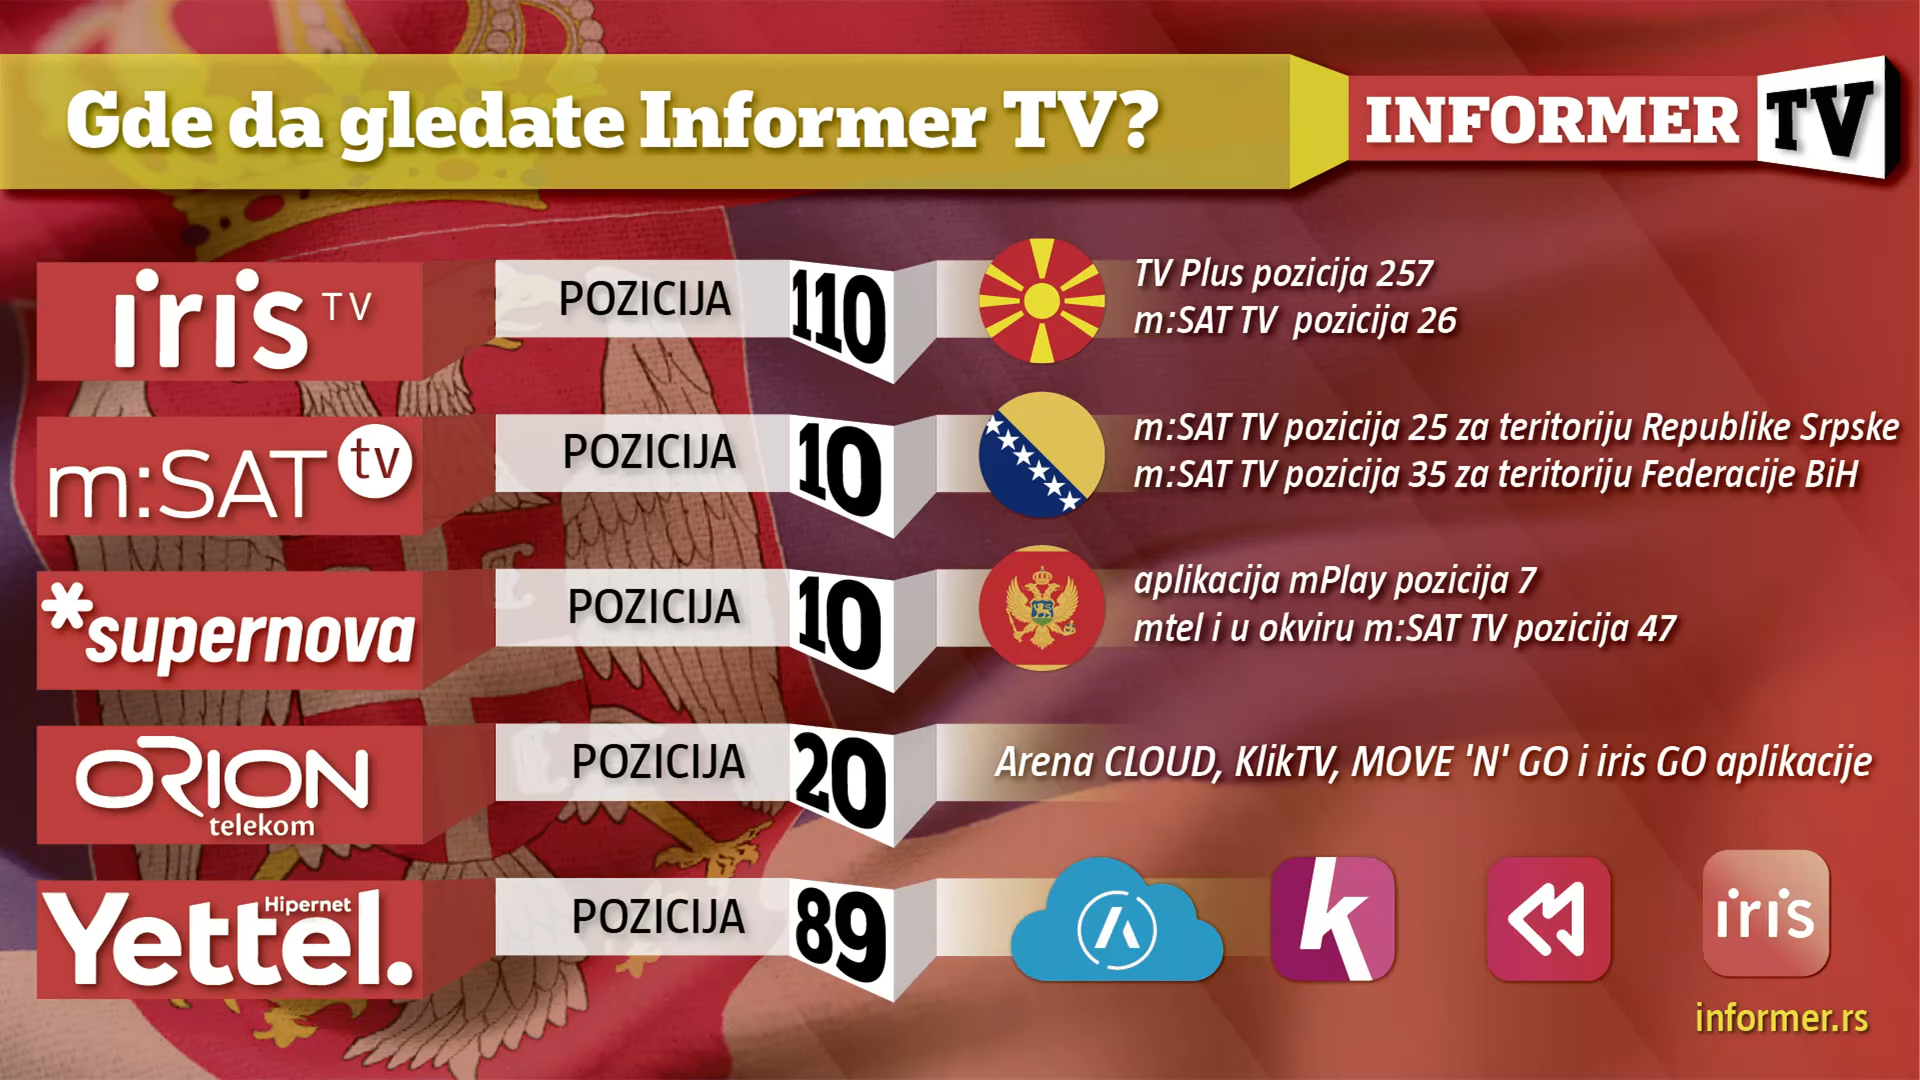 Gde da gledate Informer TV?
INFORMER TV
iris TV
POZICIJA 110
TV Plus pozicija 257
m:SAT TV pozicija 26
m:SAT tv
POZICIJA 10
m:SAT TV pozicija 25 za teritoriju Republike Srpske
m:SAT TV pozicija 35 za teritoriju Federacije BiH
*supernova
POZICIJA 10
aplikacija mPlay pozicija 7
mtel i u okviru m:SAT TV pozicija 47
ORION
telekom
POZICIJA 20
Arena CLOUD, KlikTV, MOVE 'N' GO i iris GO aplikacije
Hipernet
Yettel.
POZICIJA 89
k
iris
informer.rs